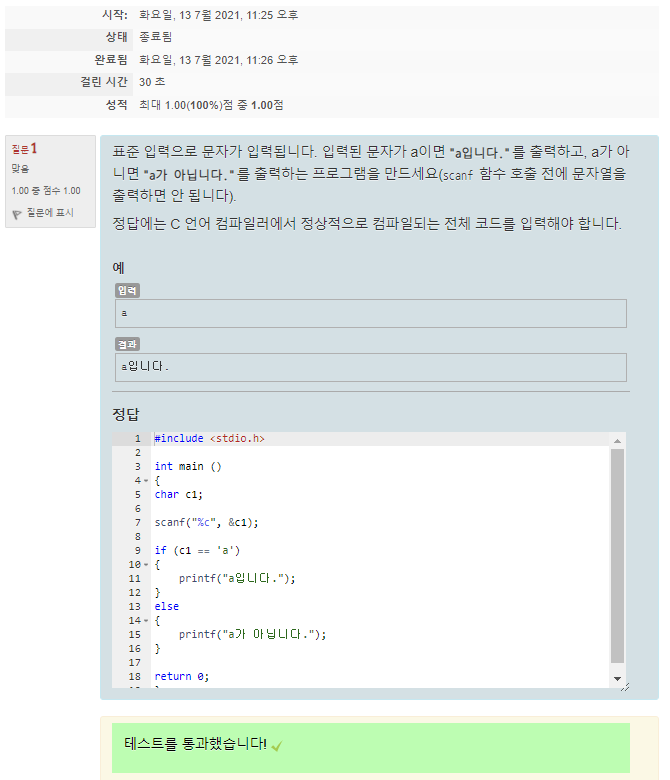 시작: 화요일, 13 7월 2021, 11:25 오후
상태 종료됨
완료됨 화요일, 13 7월 2021, 11:26 오후
걸린 시간 30 초
성적 최대 1.00(100%)점 중 1.00점
질문 1
맞음
1.00 중 점수 1.00
질문에 표시
표준 입력으로 문자가 입력됩니다. 입력된 문자가 a이면 "a입니다."를 출력하고, a가 아
니면 "a가 아닙니다."를 출력하는 프로그램을 만드세요(scanf 함수 호출 전에 문자열을
출력하면 안 됩니다).
정답에는 C 언어 컴파일러에서 정상적으로 컴파일되는 전체 코드를 입력해야 합니다.
예
입력
a
결과
a입니다.
정답
1 #include <stdio.h>
2
3 int main ()
4 {
5 char c1;
6
7 scanf("%c", &c1);
8
9 if (c1 == 'a')
10 {
11 printf("a입니다.");
12 }
13 else
14 {
15 printf("a가 아닙니다.");
16 }
17
18 return 0;
테스트를 통과했습니다!